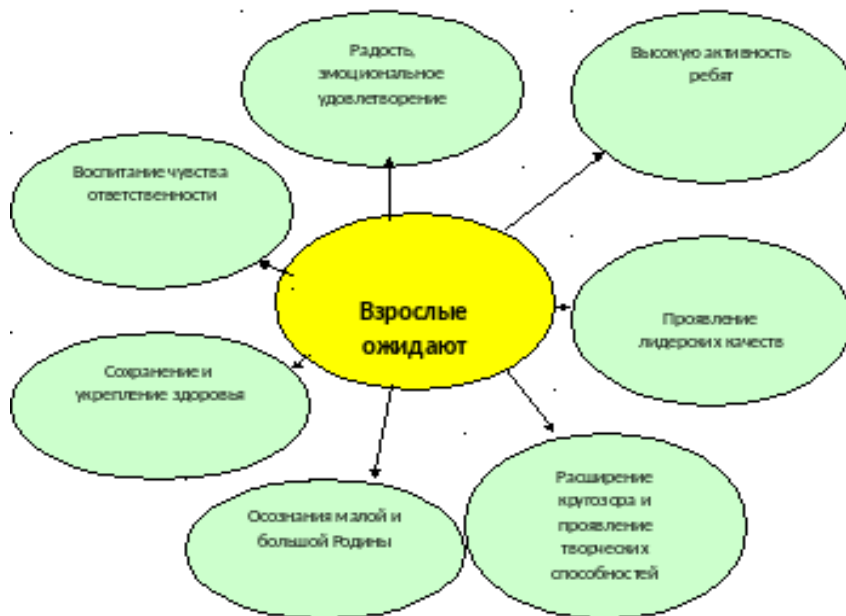 Радость,
эмоциональное
удовлетворение
Высокую активность
ребят
Воспитание чувства
ответственности
Взрослые
ожидают
Проявление
лидерских качеств
Сохранение и
укрепление здоровья
Расширение
кругозора и
проявление
творческих
способностей
Осознания малой и
большой Родины